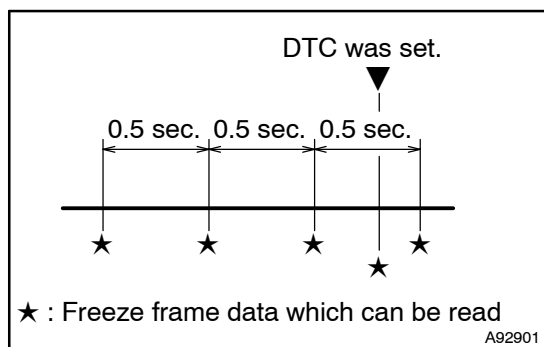 DTC was set.
0.5 sec. 0.5 sec. 0.5 sec.
★ : Freeze frame data which can be read
A92901